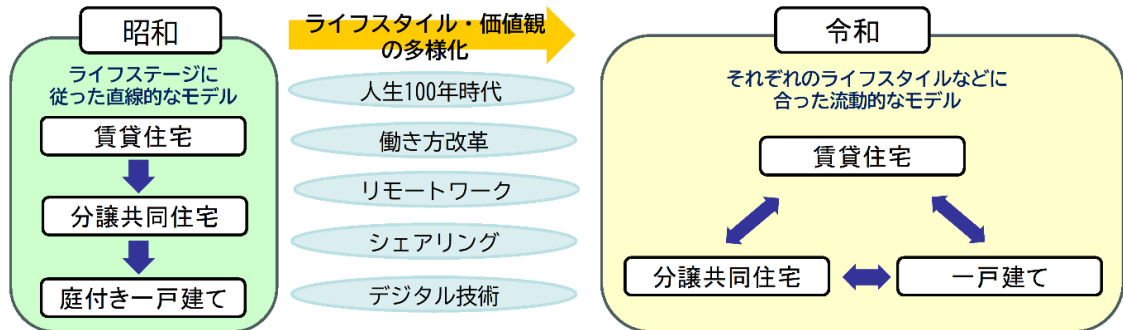 昭和
ライフステージに
従った直線的なモデル
賃貸住宅
分譲共同住宅
庭付き一戸建て
ライフスタイル・価値観
の多様化
人生100年時代
働き方改革
リモートワーク
シェアリング
デジタル技術
令和
それぞれのライフスタイルなどに
合った流動的なモデル
賃貸住宅
分譲共同住宅
一戸建て